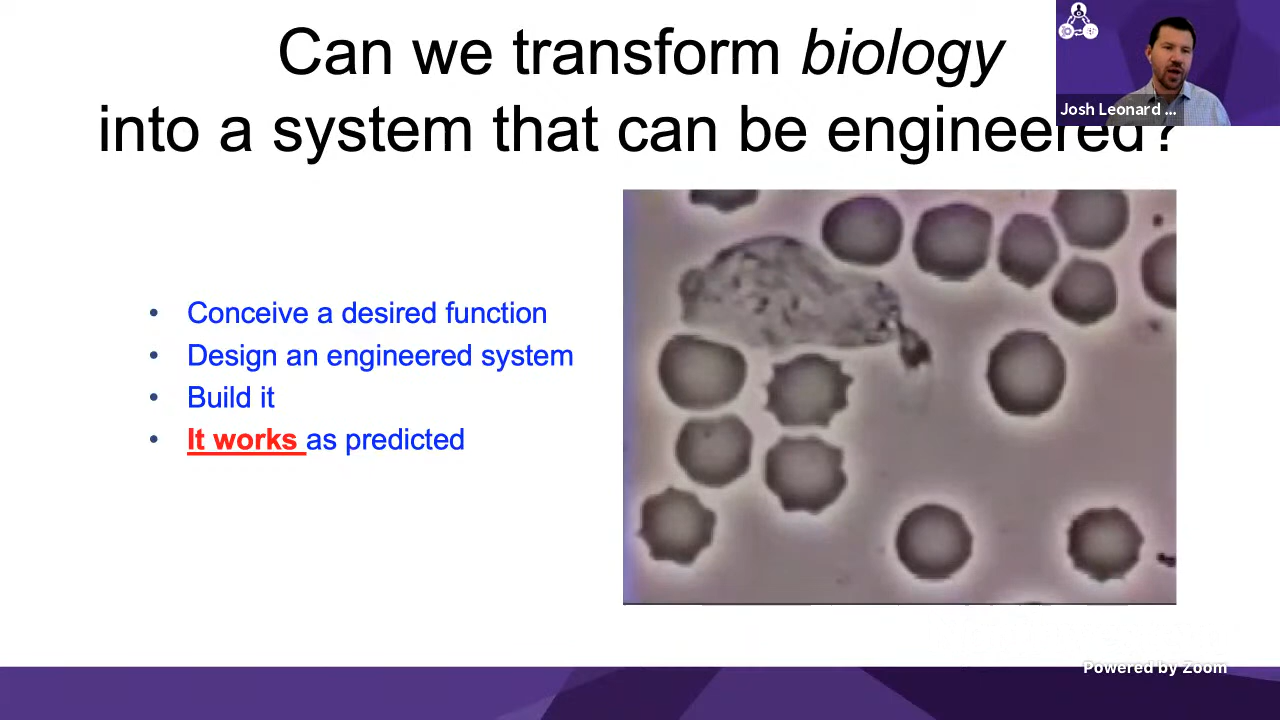 Can we transform biology
into a system that can be engineered?
Josh Leonard ...
• Conceive a desired function
• Design an engineered system
• Build it
• It works as predicted
Powered by Zoom